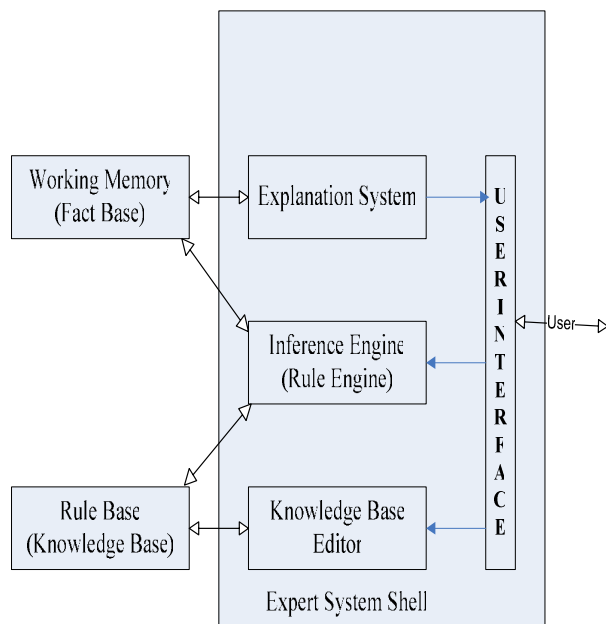 Working Memory
(Fact Base)
Explanation System
Inference Engine
(Rule Engine)
Rule Base
(Knowledge Base)
Knowledge Base
Editor
Expert System Shell
USERINTERFACE
User